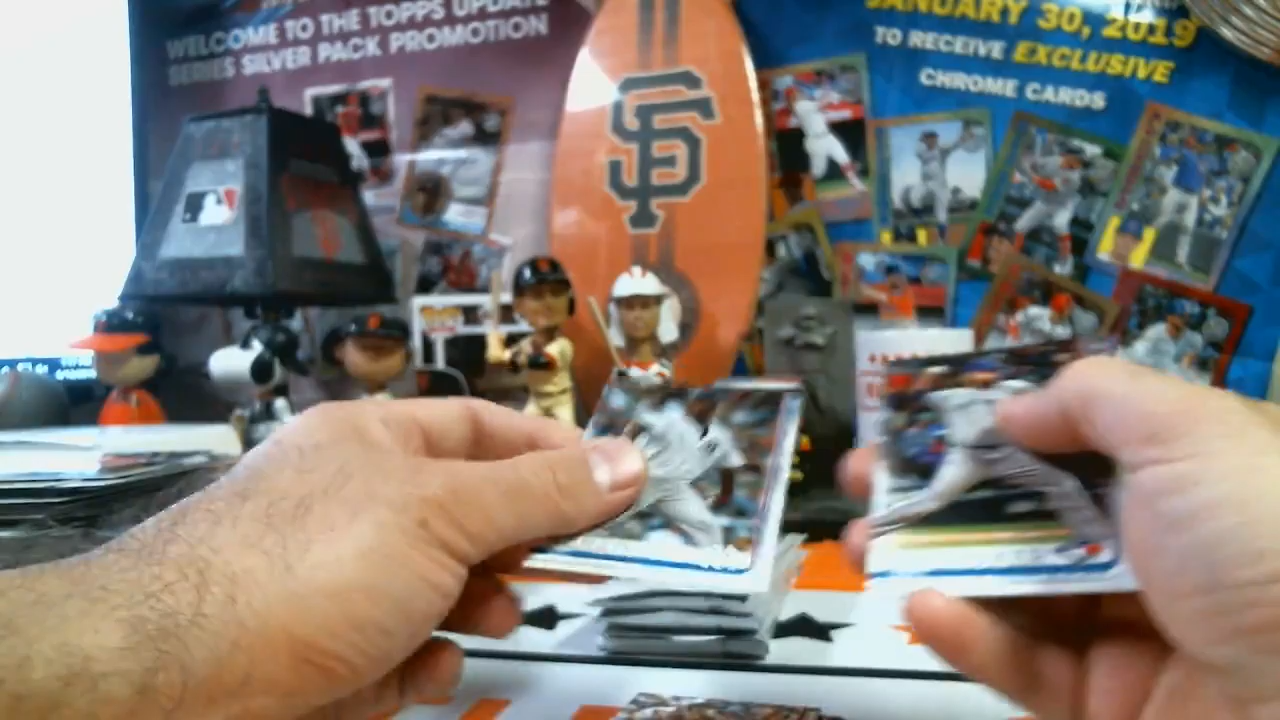 WELCOME TO THE TOPPS UPDATE
SERIES SILVER PACK PROMOTION
JANUARY 30, 2019
TO RECEIVE EXCLUSIVE
CHROME CARDS
SF